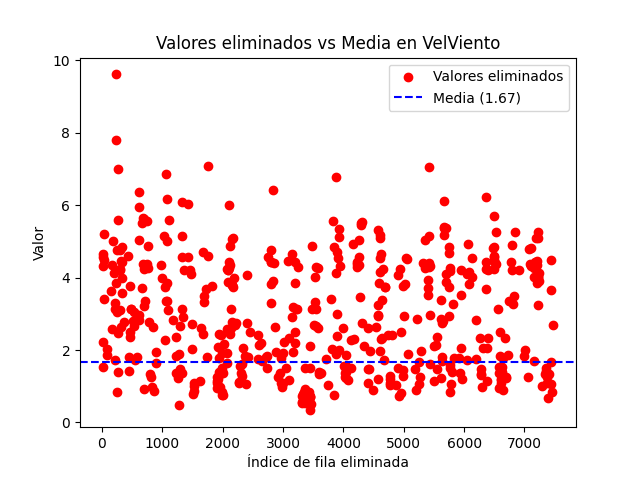 Valores eliminados vs Media en VelViento
Valores eliminados
Media (1.67)
10
8
6
4
2
0
Valor
0 1000 2000 3000 4000 5000 6000 7000
Índice de fila eliminada